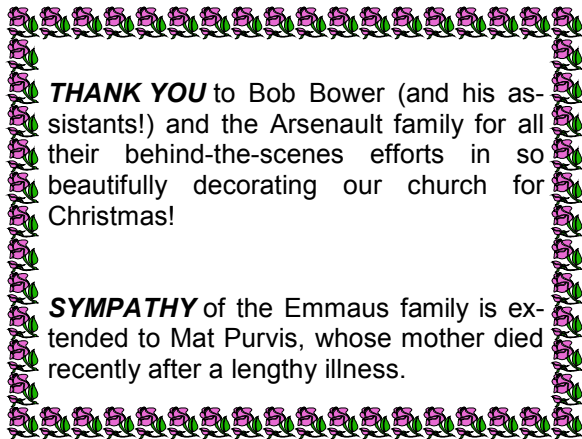 THANK YOU to Bob Bower (and his as-
sistants!) and the Arsenault family for all
their behind-the-scenes efforts in so
beautifully decorating our church for
Christmas!
SYMPATHY of the Emmaus family is ex-
tended to Mat Purvis, whose mother died
recently after a lengthy illness.